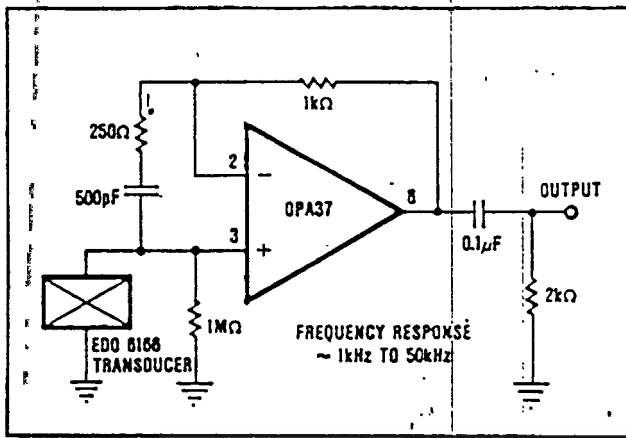 1kΩ
250Ω
2
500pF
OPA37
8
OUTPUT
3
0.1µF
1MΩ
2kΩ
EDO 6166
TRANSDUCER
FREQUENCY RESPONSE
~ 1kHz TO 50kHz